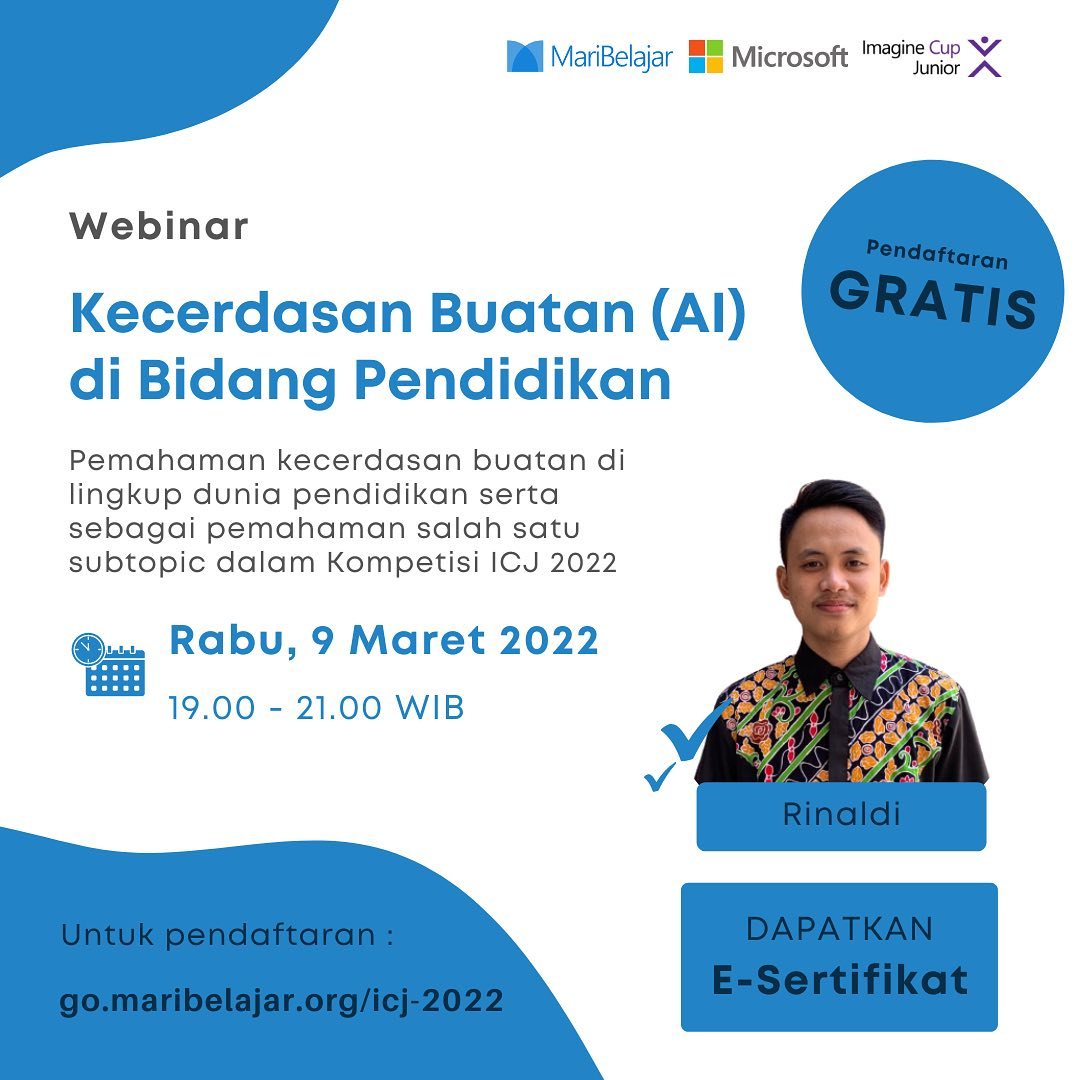 MariBelajar
Microsoft
Imagine Cup
Junior
Webinar
Pendaftaran
GRATIS
Kecerdasan Buatan (AI)
di Bidang Pendidikan
Pemahaman kecerdasan buatan di
lingkup dunia pendidikan serta
sebagai pemahaman salah satu
subtopic dalam Kompetisi ICJ 2022
Rabu, 9 Maret 2022
19.00 - 21.00 WIB
Rinaldi
Untuk pendaftaran :
go.maribelajar.org/icj-2022
DAPATKAN
E-Sertifikat